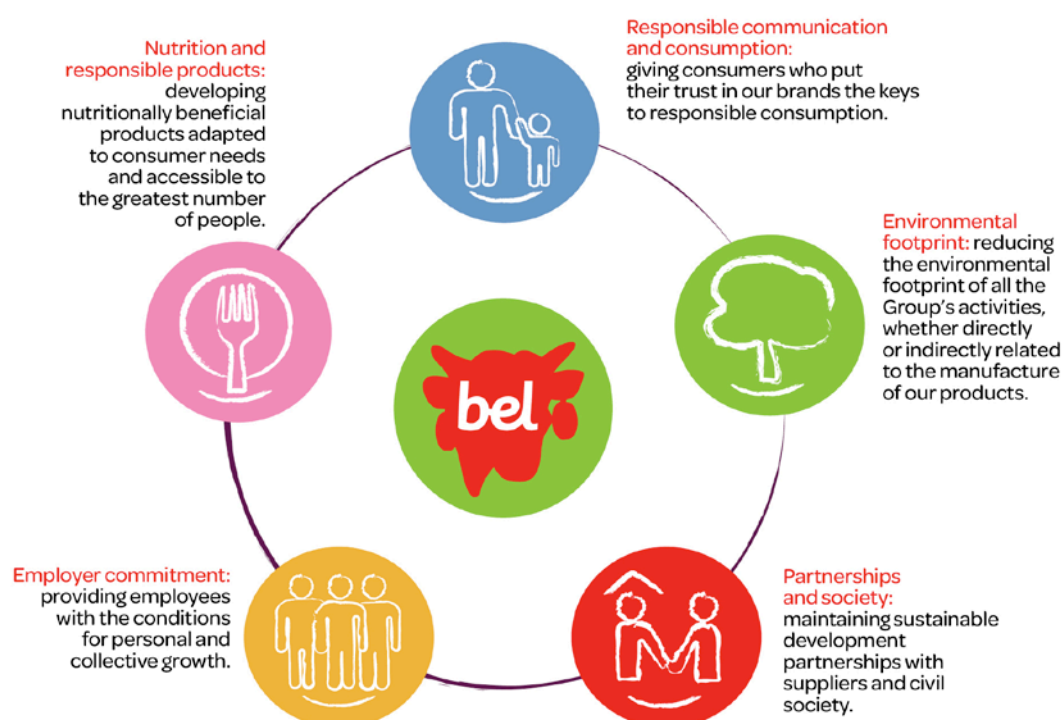 Nutrition and
responsible products:
developing
nutritionally beneficial
products adapted
to consumer needs
and accessible to
the greatest number
of people.
Responsible communication
and consumption:
giving consumers who put
their trust in our brands the keys
to responsible consumption.
Environmental
footprint: reducing
the environmental
footprint of all the
Group's activities,
whether directly
or indirectly related
to the manufacture
of our products.
bel
Employer commitment:
providing employees
with the conditions
for personal and
collective growth.
Partnerships
and society:
maintaining sustainable
development
partnerships with
suppliers and civil
society.